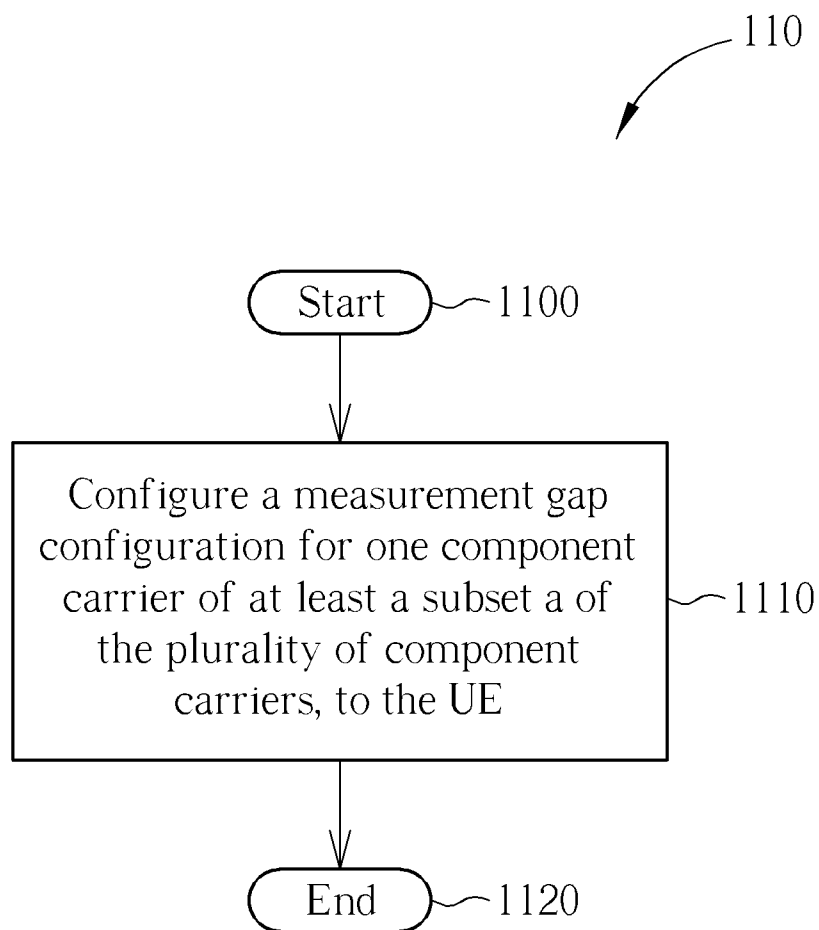 110
Start
1100
Configure a measurement gap
configuration for one component
carrier of at least a subset a of
the plurality of component
carriers, to the UE
1110
End
1120